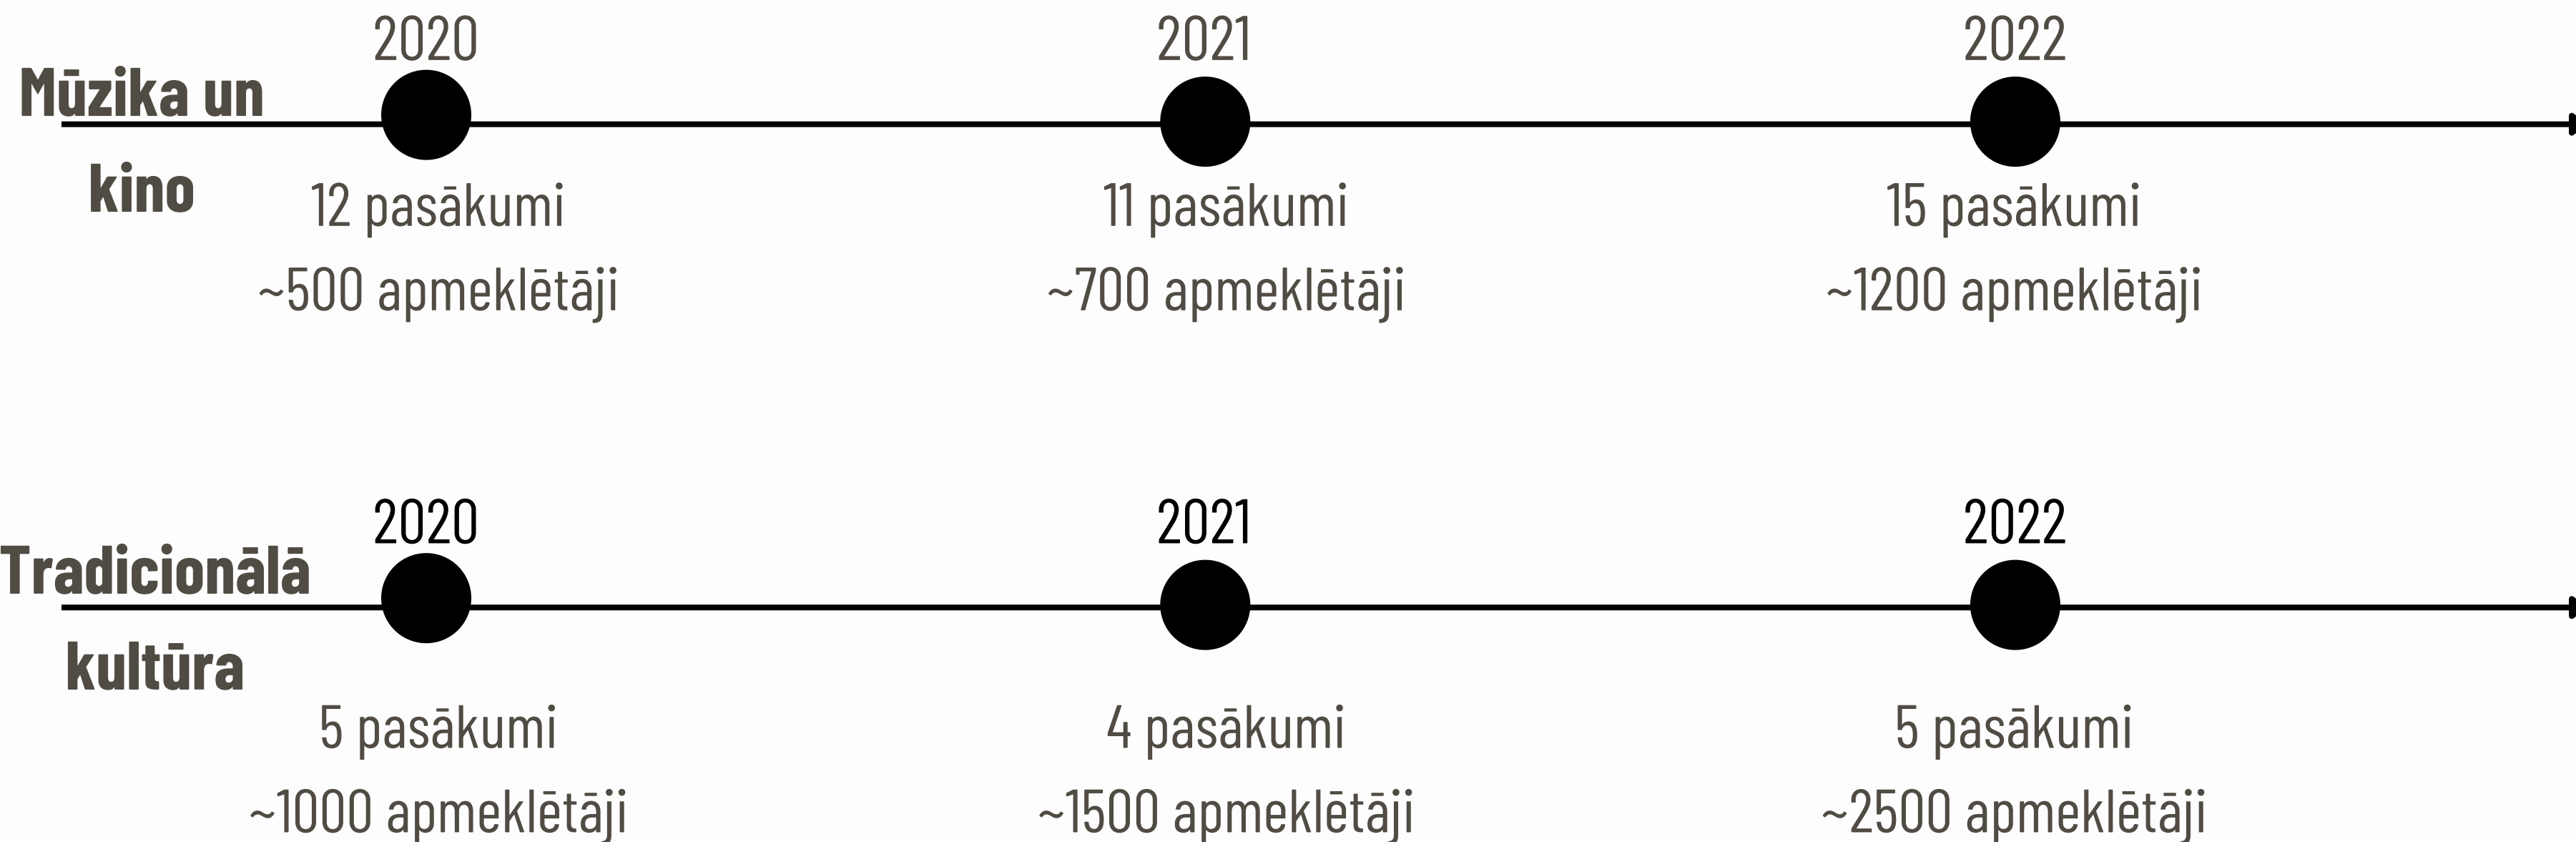 Mūzika un
kino
2020
12 pasākumi
~500 apmeklētāji
2021
11 pasākumi
~700 apmeklētāji
2022
15 pasākumi
~1200 apmeklētāji
Tradicionālā
kultūra
2020
5 pasākumi
~1000 apmeklētāji
2021
4 pasākumi
~1500 apmeklētāji
2022
5 pasākumi
~2500 apmeklētāji